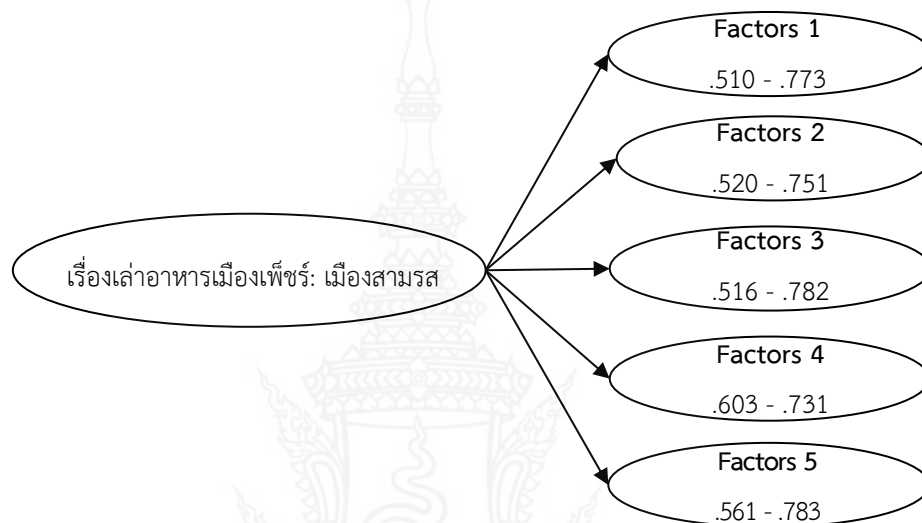 Factors 1
.510 - .773
Factors 2
.520 - .751
เรื่องเล่าอาหารเมืองเพ็ชร์: เมืองสามรส
Factors 3
.516 - .782
Factors 4
.603 - .731
Factors 5
.561 - .783